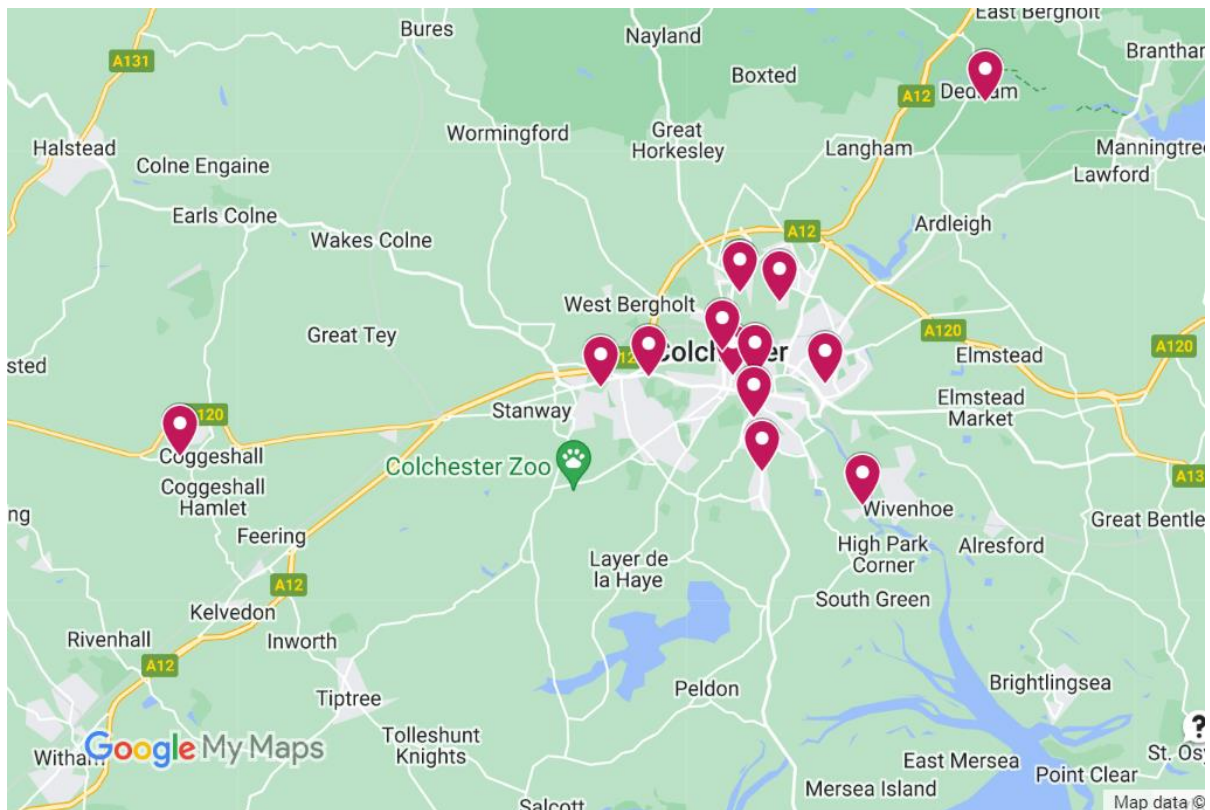 East Bergholt
Bures
Nayland
Brantham
A131
Boxted
Dedham
A12
Wormingford
Great
Horkesley
Halstead
Langham
Manningtree
Colne Engaine
Lawford
Earls Colne
Ardleigh
Wakes Colne
A12
West Bergholt
Great Tey
A120
A120
sted
12
Colchester
Elmstead
Stanway
Elmstead
Market
A120
Coggeshall
Colchester Zoo
A13
Coggeshall
Hamlet
ng
Wivenhoe
Great Bentle
Feering
High Park
Corner
Alresford
Layer de
la Haye
A12
South Green
Kelvedon
Rivenhall
Inworth
A12
Tiptree
Peldon
Brightlingsea
?
Tolleshunt
Knights
Google My Maps
Witham
East Mersea
St. Osy
Point Clear
Mersea Island
Salcott
Map data ©